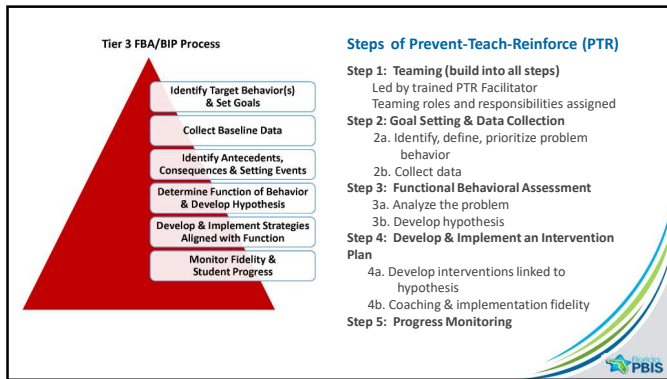 Tier 3 FBA/BIP Process
Identify Target Behavior(s)
& Set Goals
Collect Baseline Data
Identify Antecedents,
Consequences & Setting Events
Determine Function of Behavior
& Develop Hypothesis
Develop & Implement Strategies
Aligned with Function
Monitor Fidelity &
Student Progress
Steps of Prevent-Teach-Reinforce (PTR)
Step 1: Teaming (build into all steps)
Led by trained PTR Facilitator
Teaming roles and responsibilities assigned
Step 2: Goal Setting & Data Collection
2a. Identify, define, prioritize problem
behavior
2b. Collect data
Step 3: Functional Behavioral Assessment
3a. Analyze the problem
3b. Develop hypothesis
Step 4: Develop & Implement an Intervention
Plan
4a. Develop interventions linked to
hypothesis
4b. Coaching & implementation fidelity
Step 5: Progress Monitoring
Florida
PBIS